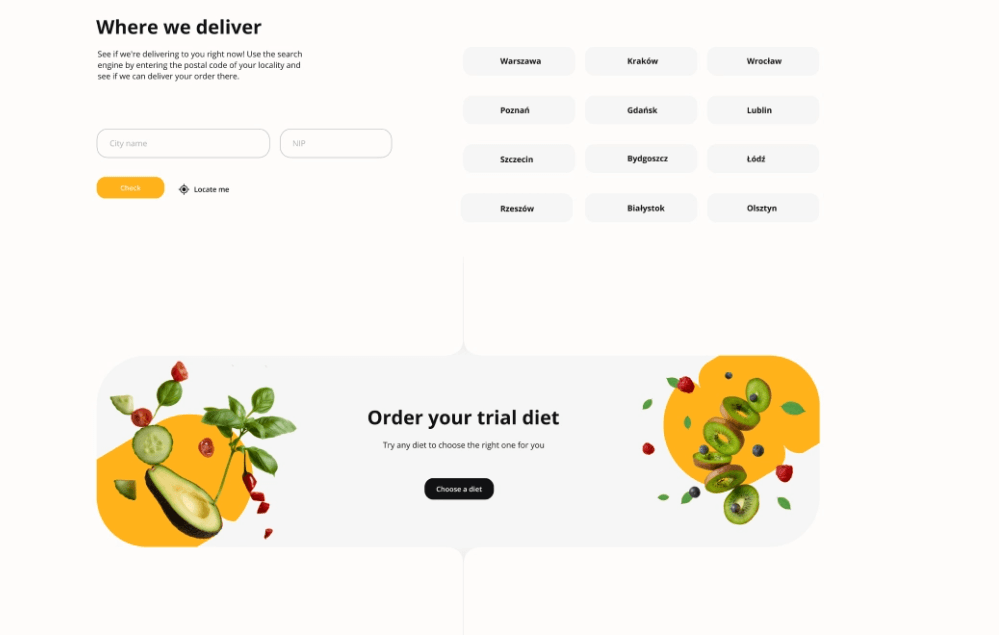 Where we deliver
See if we're delivering to you right now! Use the search
engine by entering the postal code of your locality and
see if we can deliver your order there.
City name
NIP
Check
Locate me
Warszawa
Kraków
Wrocław
Poznań
Gdańsk
Lublin
Szczecin
Bydgoszcz
Łódź
Rzeszów
Białystok
Olsztyn
Order your trial diet
Try any diet to choose the right one for you
Choose a diet